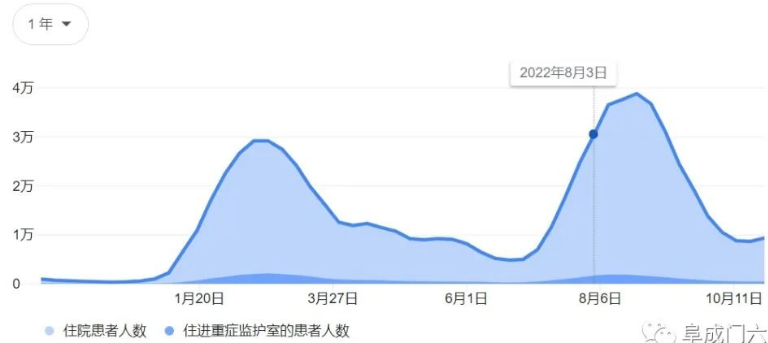 1 年
2022年8月3日
4万
3万
2万
1万
0
1月20日 3月27日 6月1日 8月6日 10月11日
住院患者人数 住进重症监护室的患者人数
阜成门六